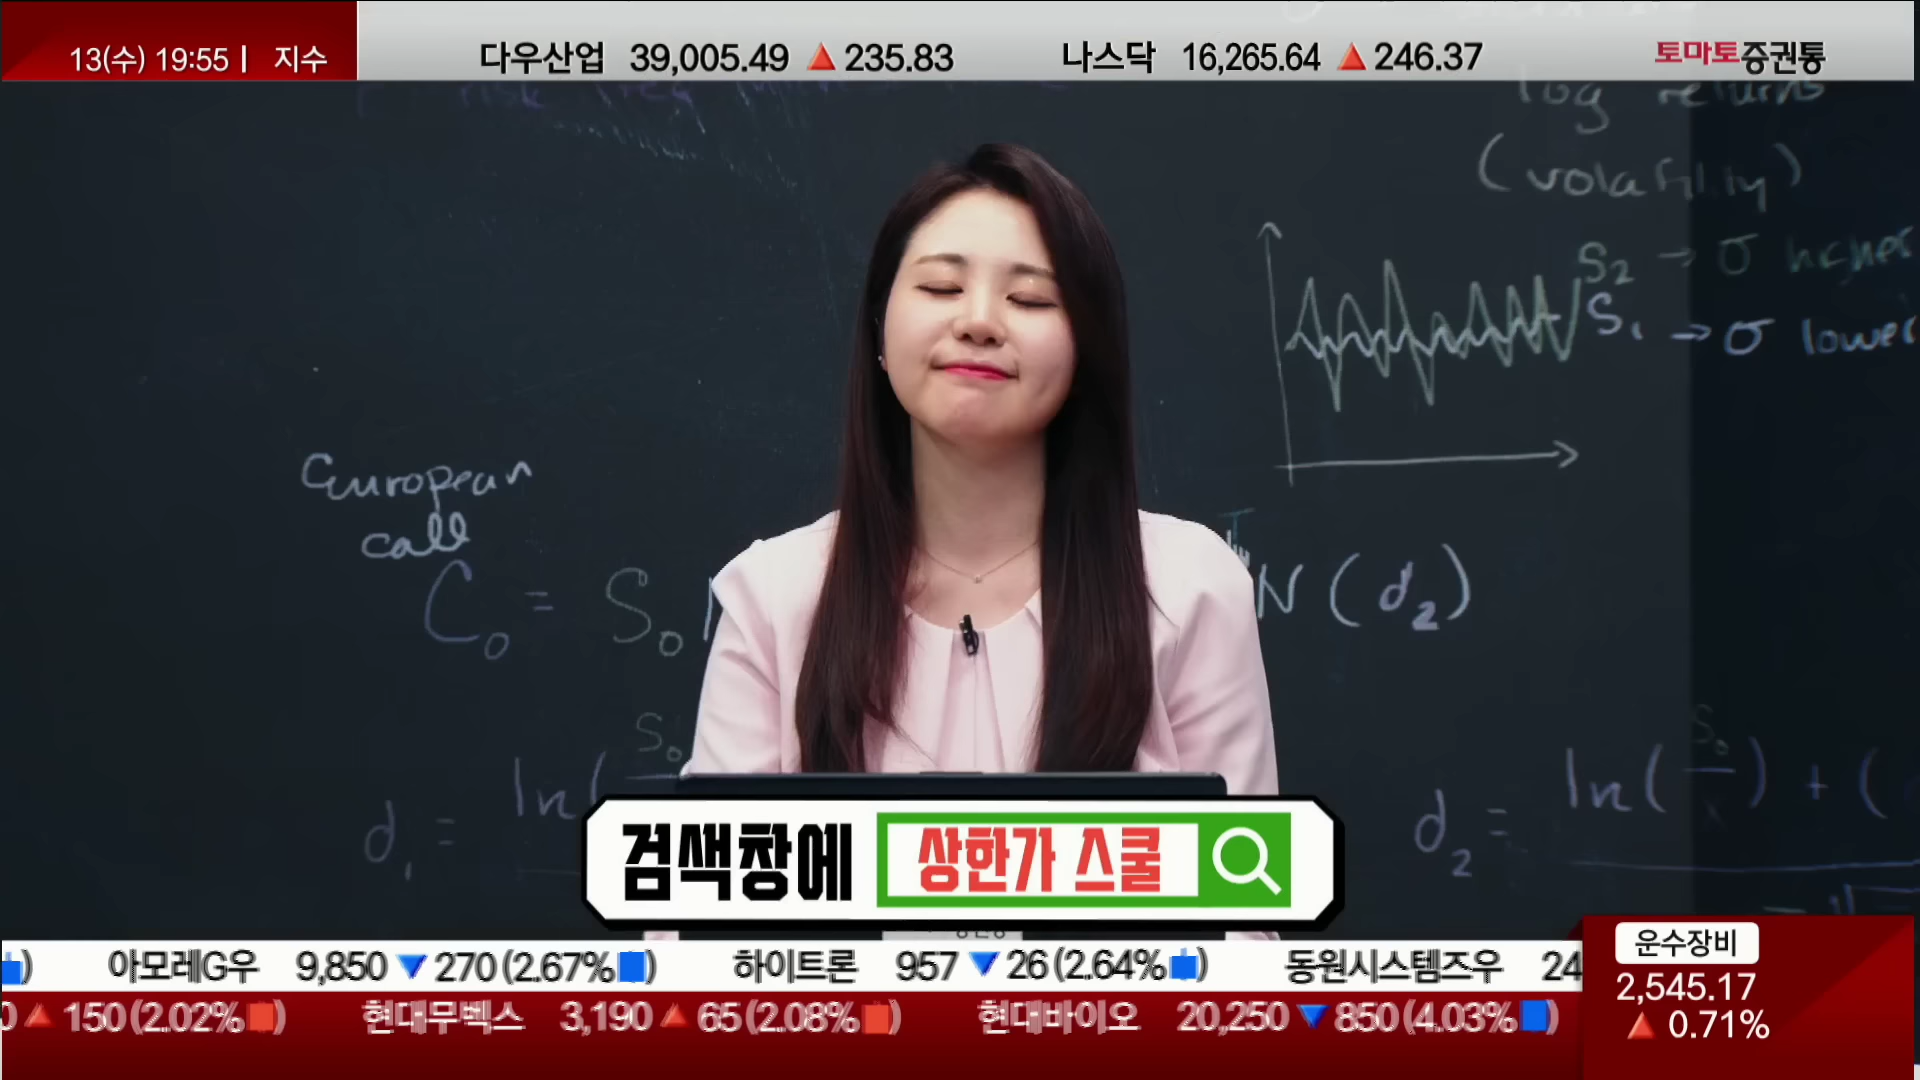 13(수) 19:55 | 지수 다우산업 39,005.49 ▲ 235.83 나스닥 16,265.64 ▲ 246.37 토마토증권통
log returns
(volatility)
S2 → σ higher
S1 → σ lower
European
call
C0 = S0 N(d2)
S0
d1 = ln(
S0
d2 = ln( ) + (
검색창에 상한가 스쿨
아모레G우 9,850 ▼ 270 (2.67%) 하이트론 957 ▼ 26 (2.64%) 동원시스템즈우 24
0 ▲ 150 (2.02%) 현대무벡스 3,190 ▲ 65 (2.08%) 현대바이오 20,250 ▼ 850 (4.03%)
운수장비
2,545.17
▲ 0.71%